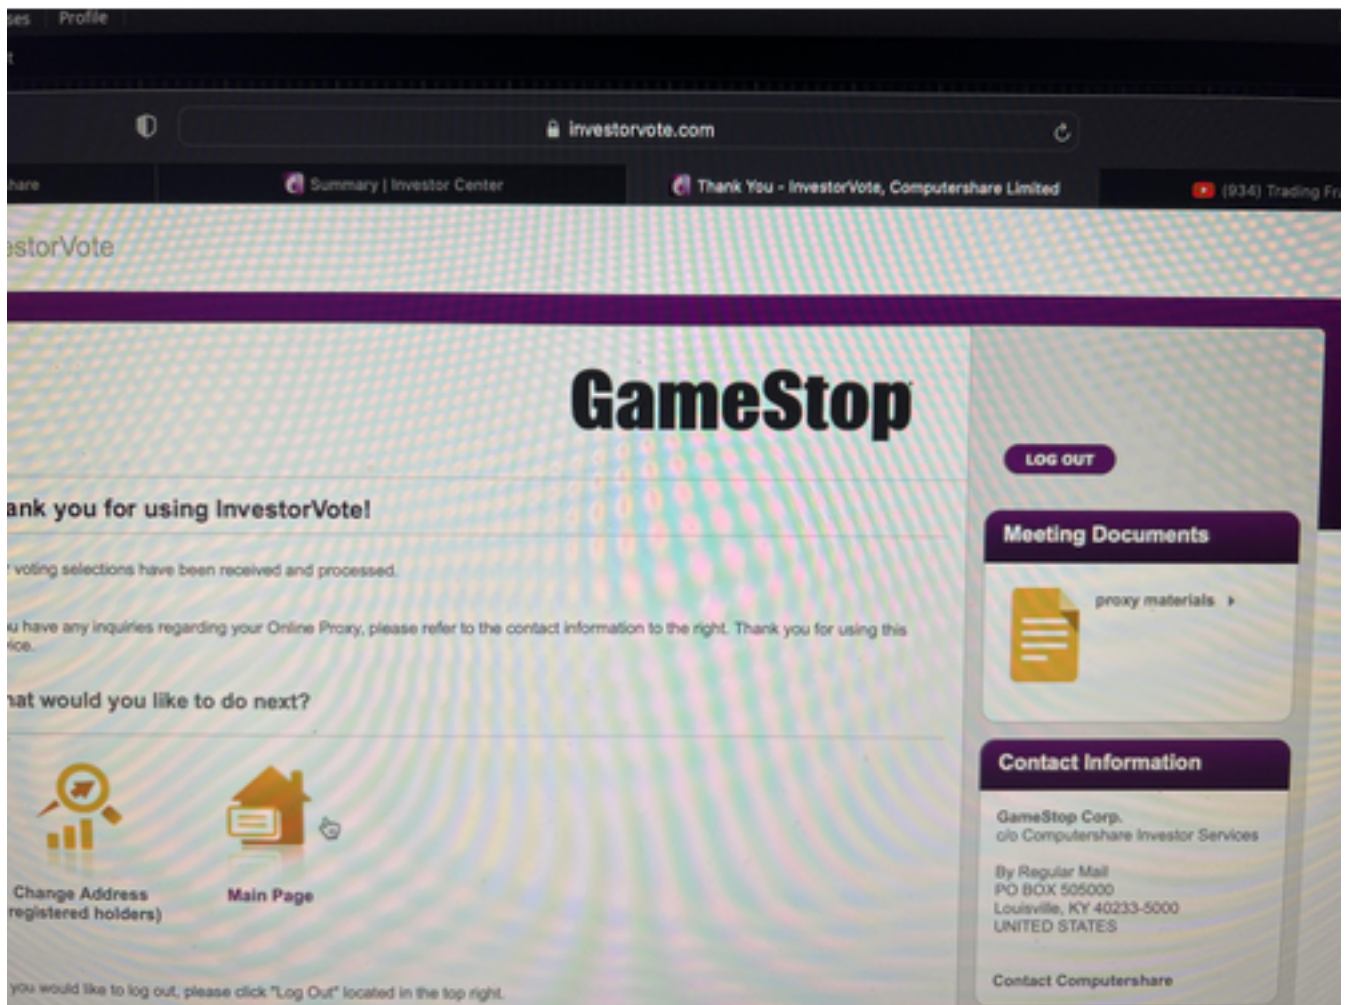 ses Profile
t
investorvote.com
hare
Summary | Investor Center
Thank You - InvestorVote, Computershare Limited
(934) Trading Fr
estorVote
GameStop
LOG OUT
ank you for using InvestorVote!
Meeting Documents
r voting selections have been received and processed.
proxy materials
u have any inquiries regarding your Online Proxy, please refer to the contact information to the right. Thank you for using this
vice.
hat would you like to do next?
Contact Information
GameStop Corp.
c/o Computershare Investor Services
By Regular Mail
PO BOX 505000
Louisville, KY 40233-5000
UNITED STATES
Change Address
registered holders)
Main Page
Contact Computershare
you would like to log out, please click "Log Out" located in the top right.